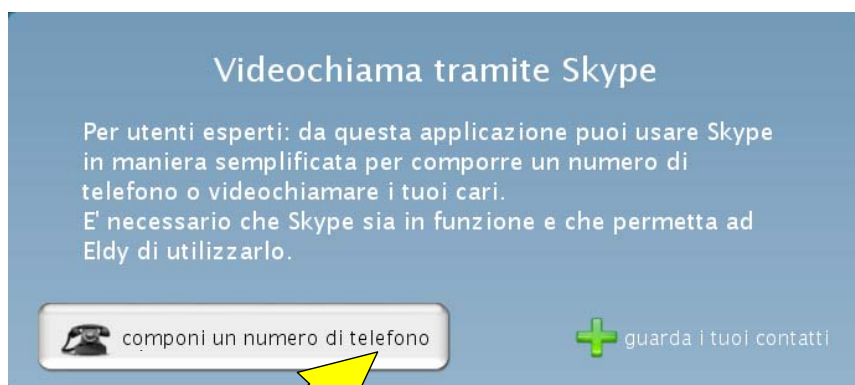 Videochiama tramite Skype
Per utenti esperti: da questa applicazione puoi usare Skype
in maniera semplificata per comporre un numero di
telefono o videochiamare i tuoi cari.
E' necessario che Skype sia in funzione e che permetta ad
Eldy di utilizzarlo.
componi un numero di telefono
guarda i tuoi contatti